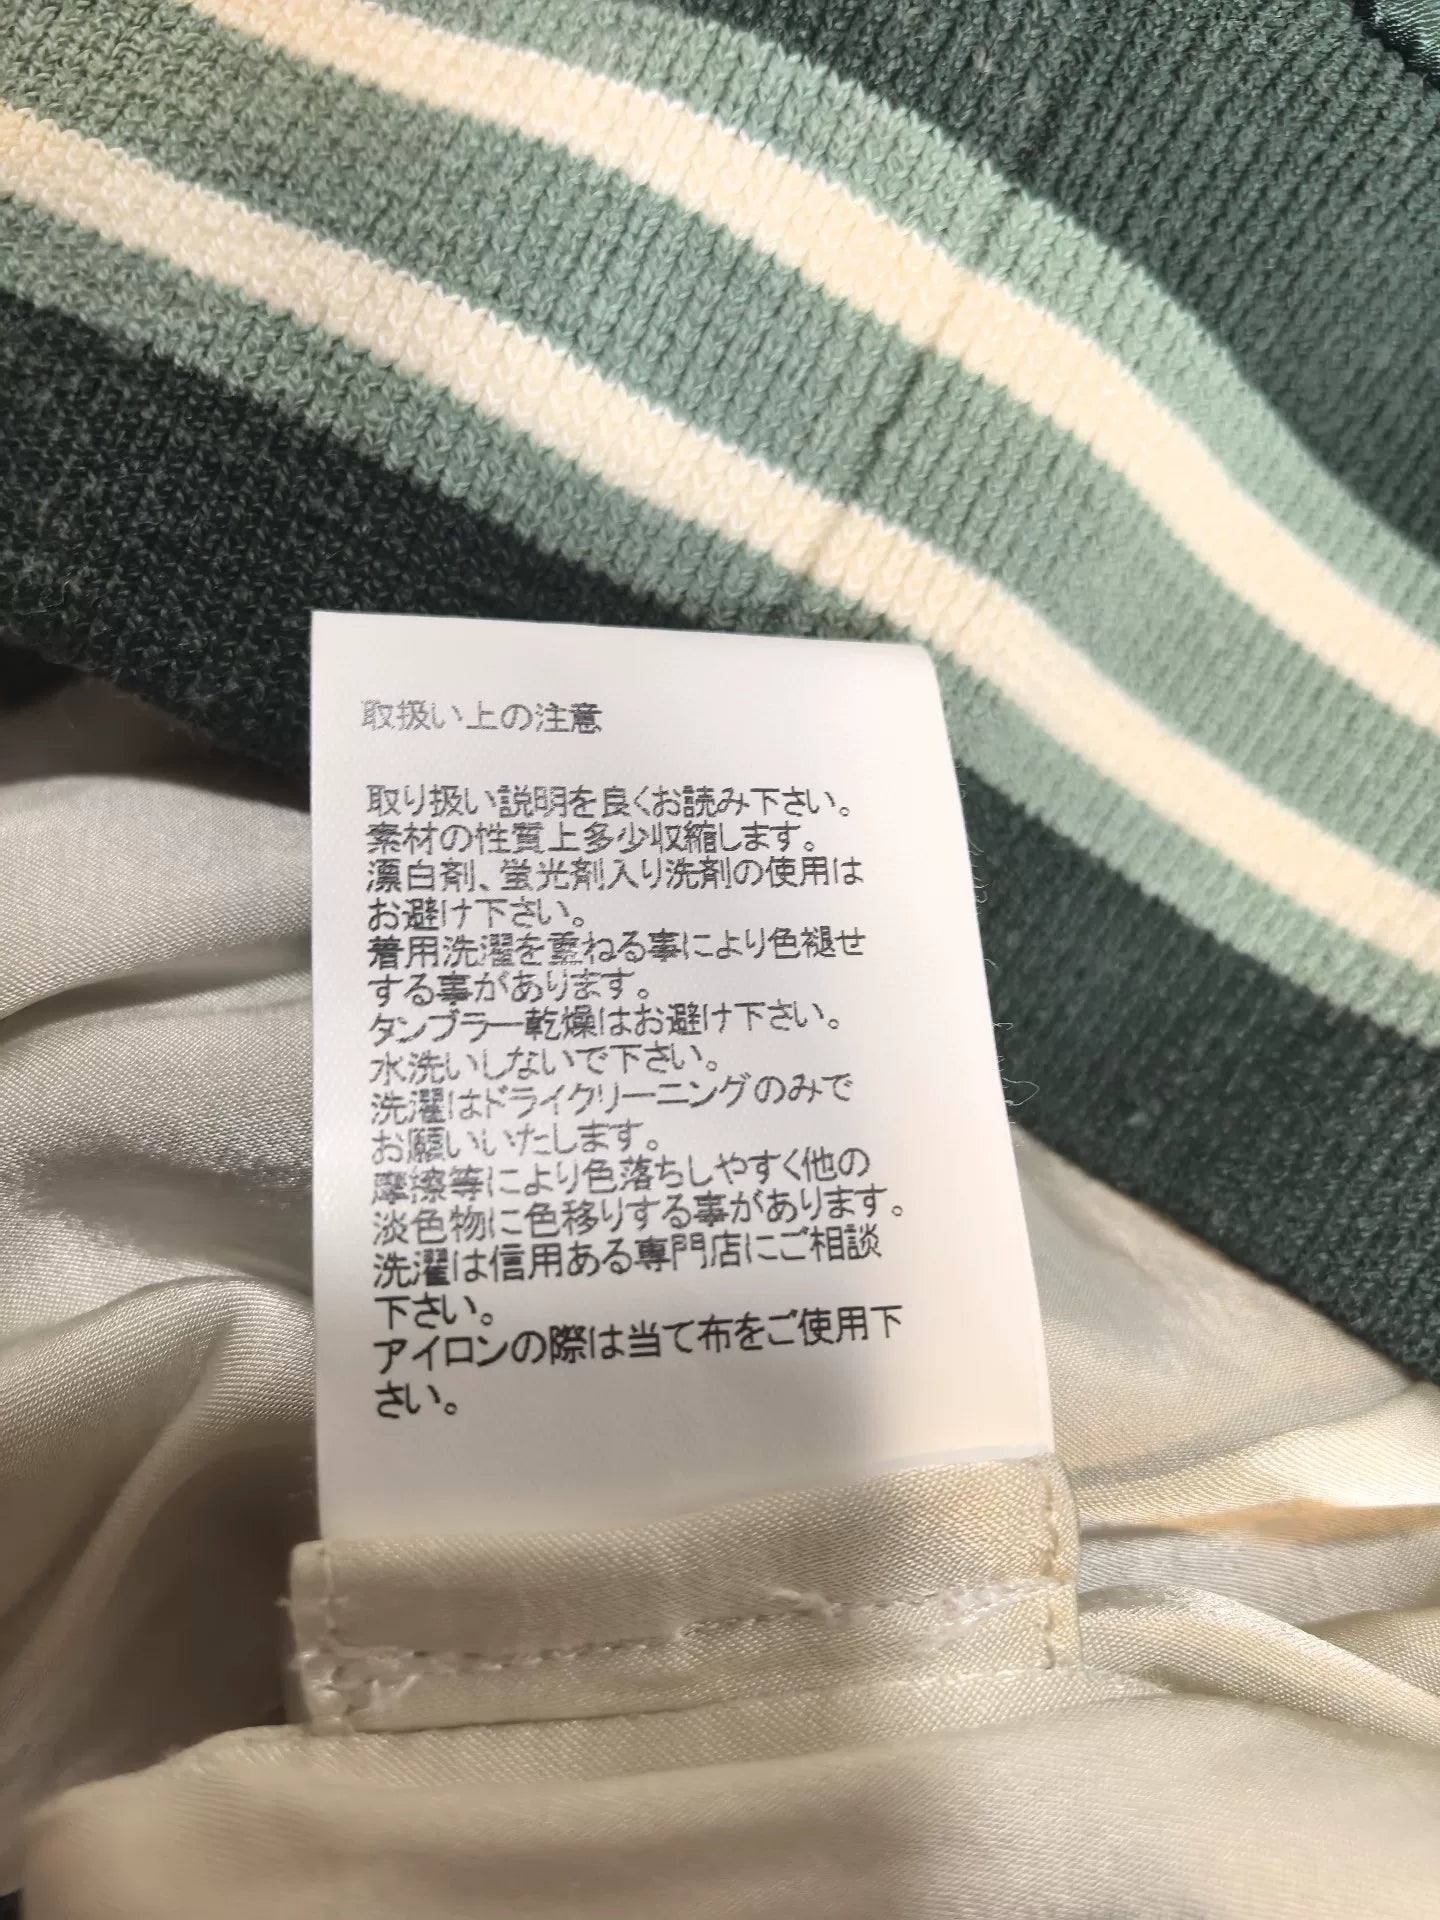 取扱い上の注意
取り扱い説明を良くお読み下さい。
素材の性質上多少収縮します。
漂白剤、蛍光剤入り洗剤の使用は
お避け下さい。
着用洗濯を重ねる事により色褪せ
する事があります。
タンブラー乾燥はお避け下さい。
水洗いしないで下さい。
洗濯はドライクリーニングのみで
お願いいたします。
摩擦等により色落ちしやすく他の
淡色物に色移りする事があります。
洗濯は信用ある専門店にご相談
下さい。
アイロンの際は当て布をご使用下
さい。